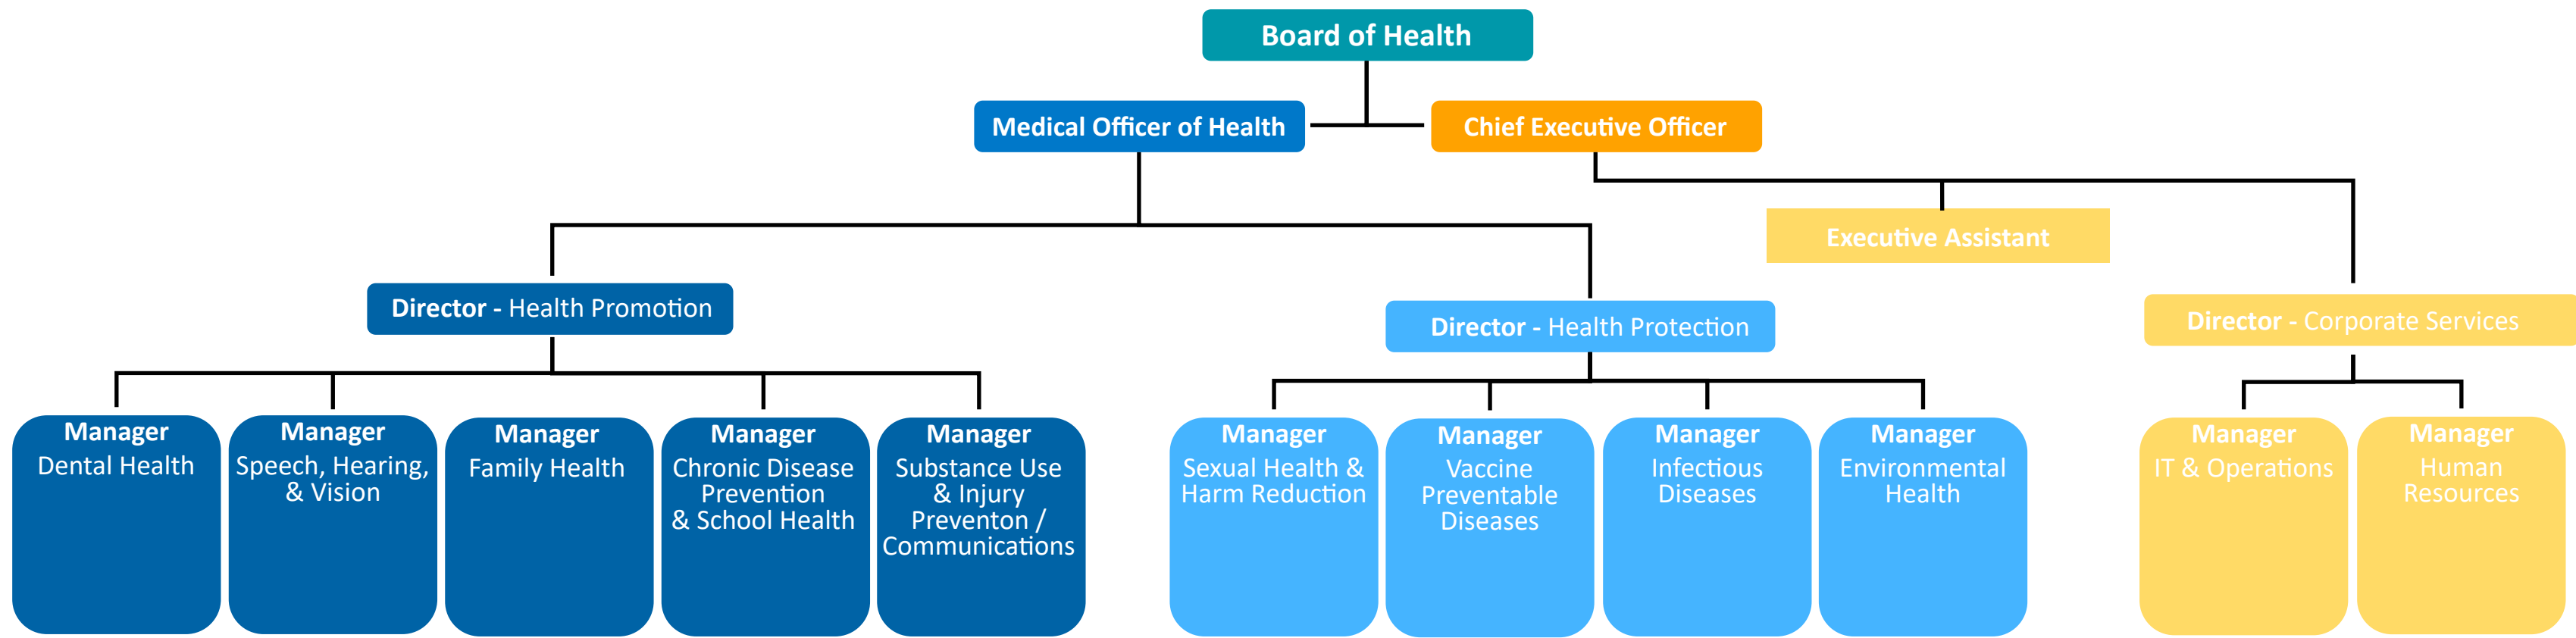 Board of Health
Medical Officer of Health
Chief Executive Officer
Executive Assistant
Director - Health Promotion
Director - Health Protection
Director - Corporate Services
Manager
Dental Health
Manager
Speech, Hearing,
& Vision
Manager
Family Health
Manager
Chronic Disease
Prevention
& School Health
Manager
Substance Use
& Injury
Preventon /
Communications
Manager
Sexual Health &
Harm Reduction
Manager
Vaccine
Preventable
Diseases
Manager
Infectious
Diseases
Manager
Environmental
Health
Manager
IT & Operations
Manager
Human
Resources